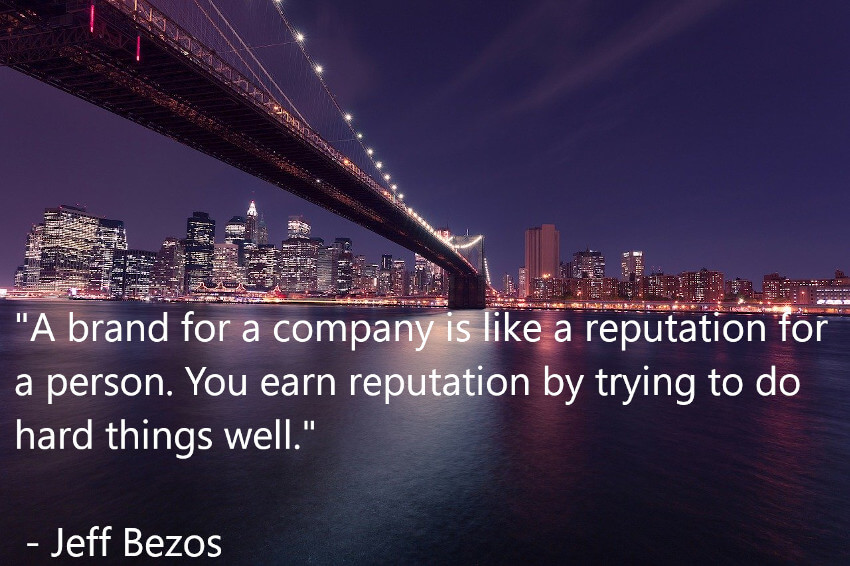 "A brand for a company is like a reputation for
a person. You earn reputation by trying to do
hard things well."
- Jeff Bezos